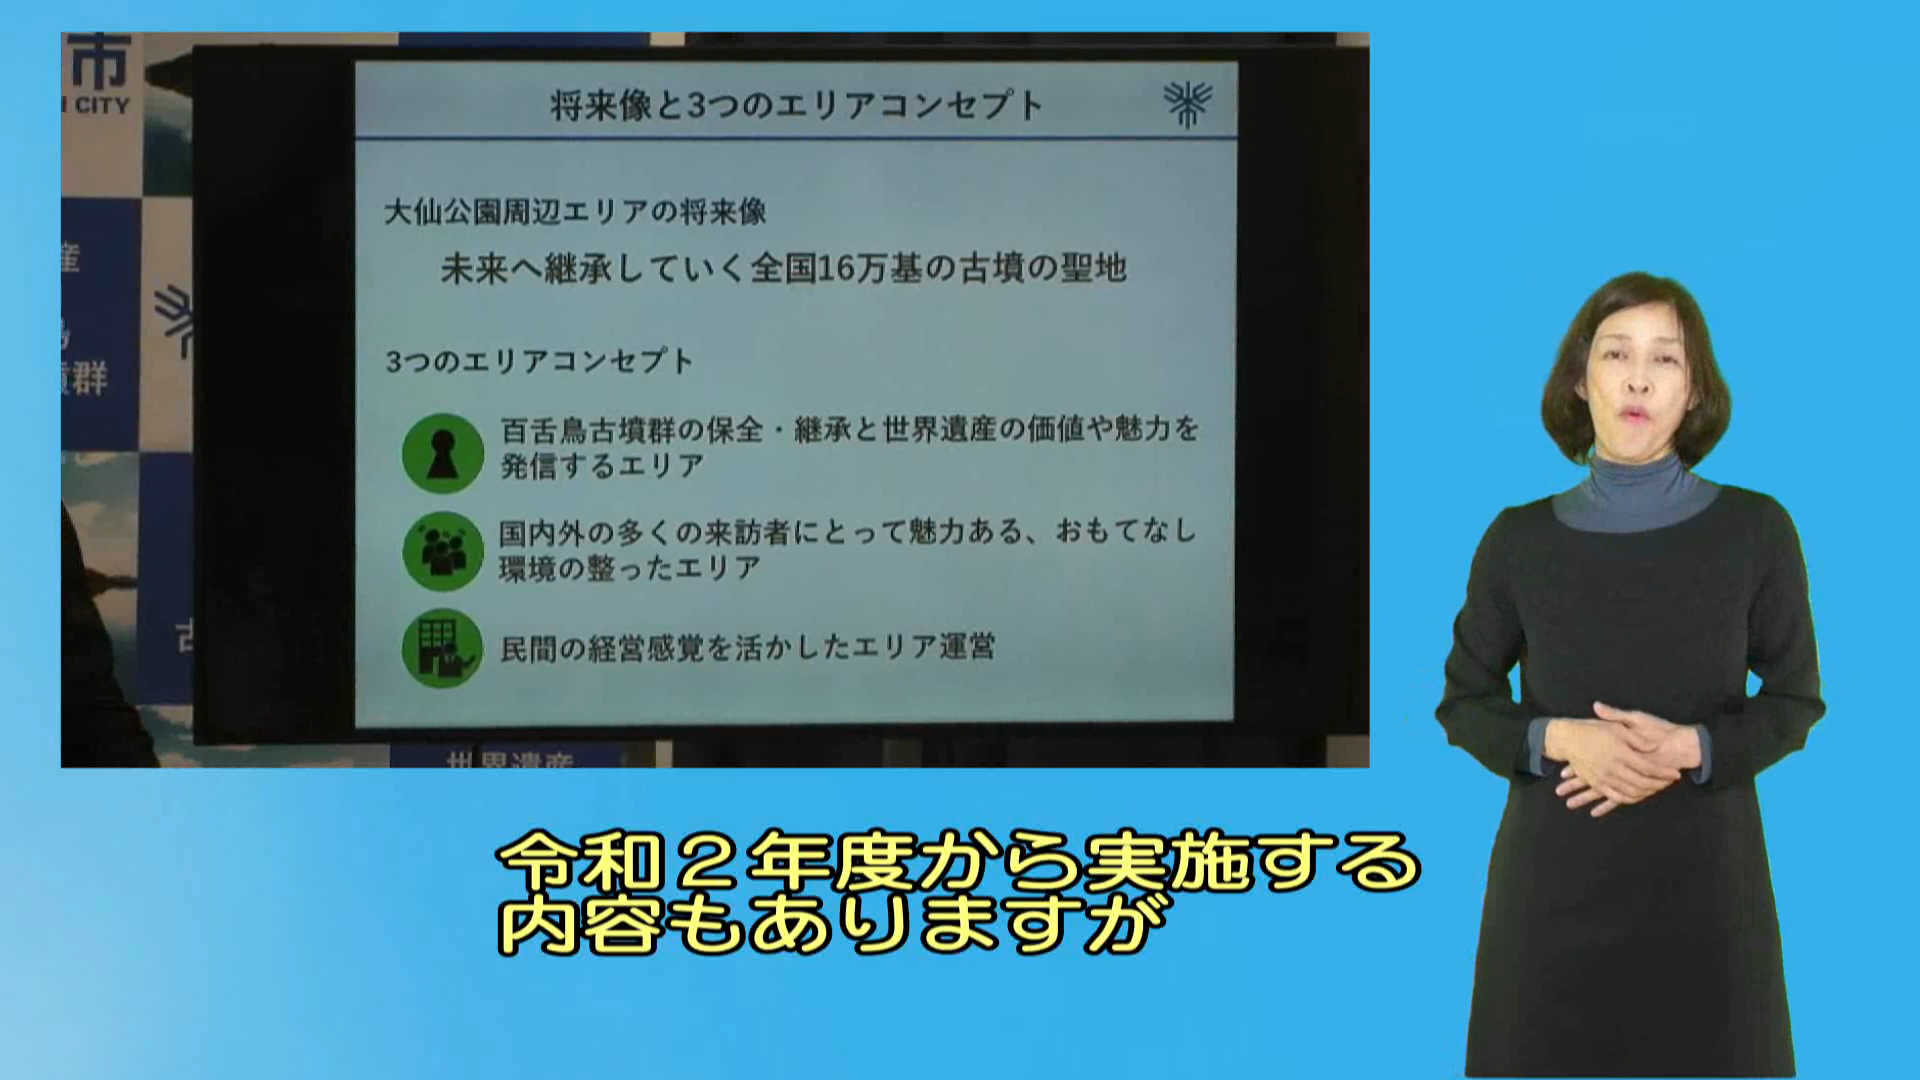 市
CITY
産
群
古
将来像と3つのエリアコンセプト
大仙公園周辺エリアの将来像
未来へ継承していく全国16万基の古墳の聖地
3つのエリアコンセプト
百舌鳥古墳群の保全・継承と世界遺産の価値や魅力を
発信するエリア
国内外の多くの来訪者にとって魅力ある、おもてなし
環境の整ったエリア
民間の経営感覚を活かしたエリア運営
世界遺産
令和２年度から実施する
内容もありますが